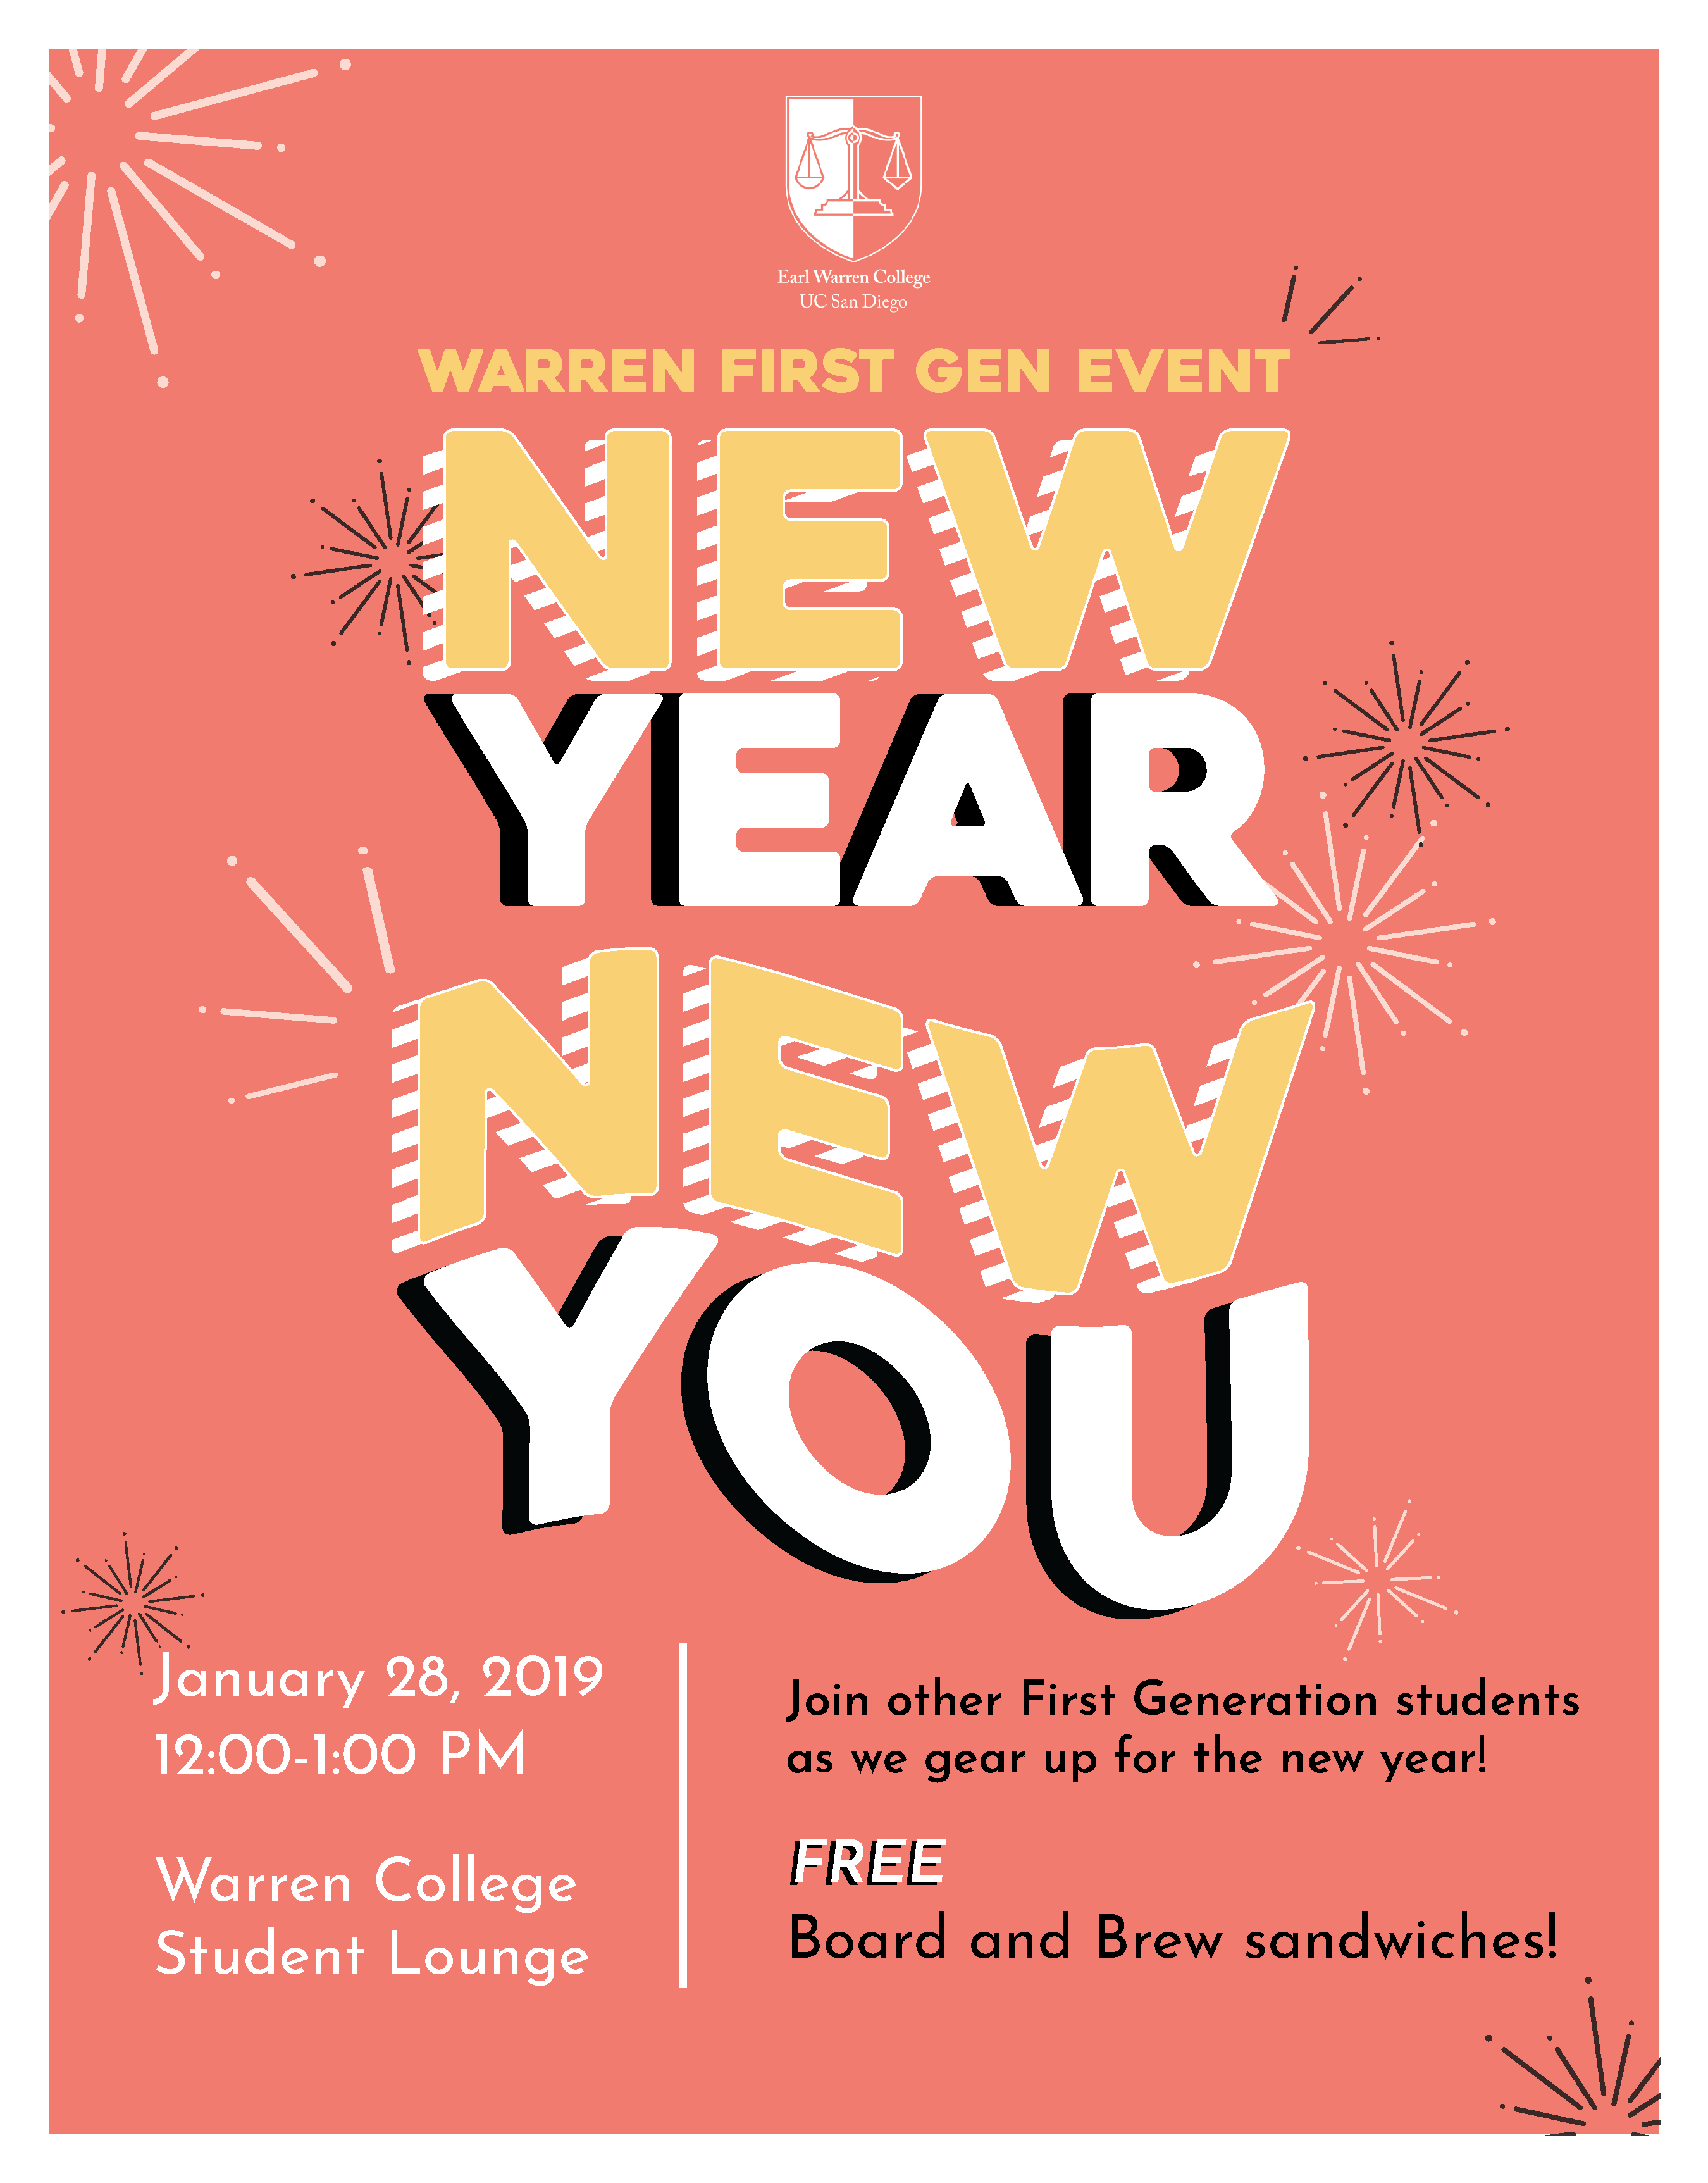 Earl Warren College
UC San Diego
WARREN FIRST GEN EVENT
NEW
YEAR
NEW
YOU
January 28, 2019
12:00-1:00 PM
Warren College
Student Lounge
Join other First Generation students
as we gear up for the new year!
FREE
Board and Brew sandwiches!